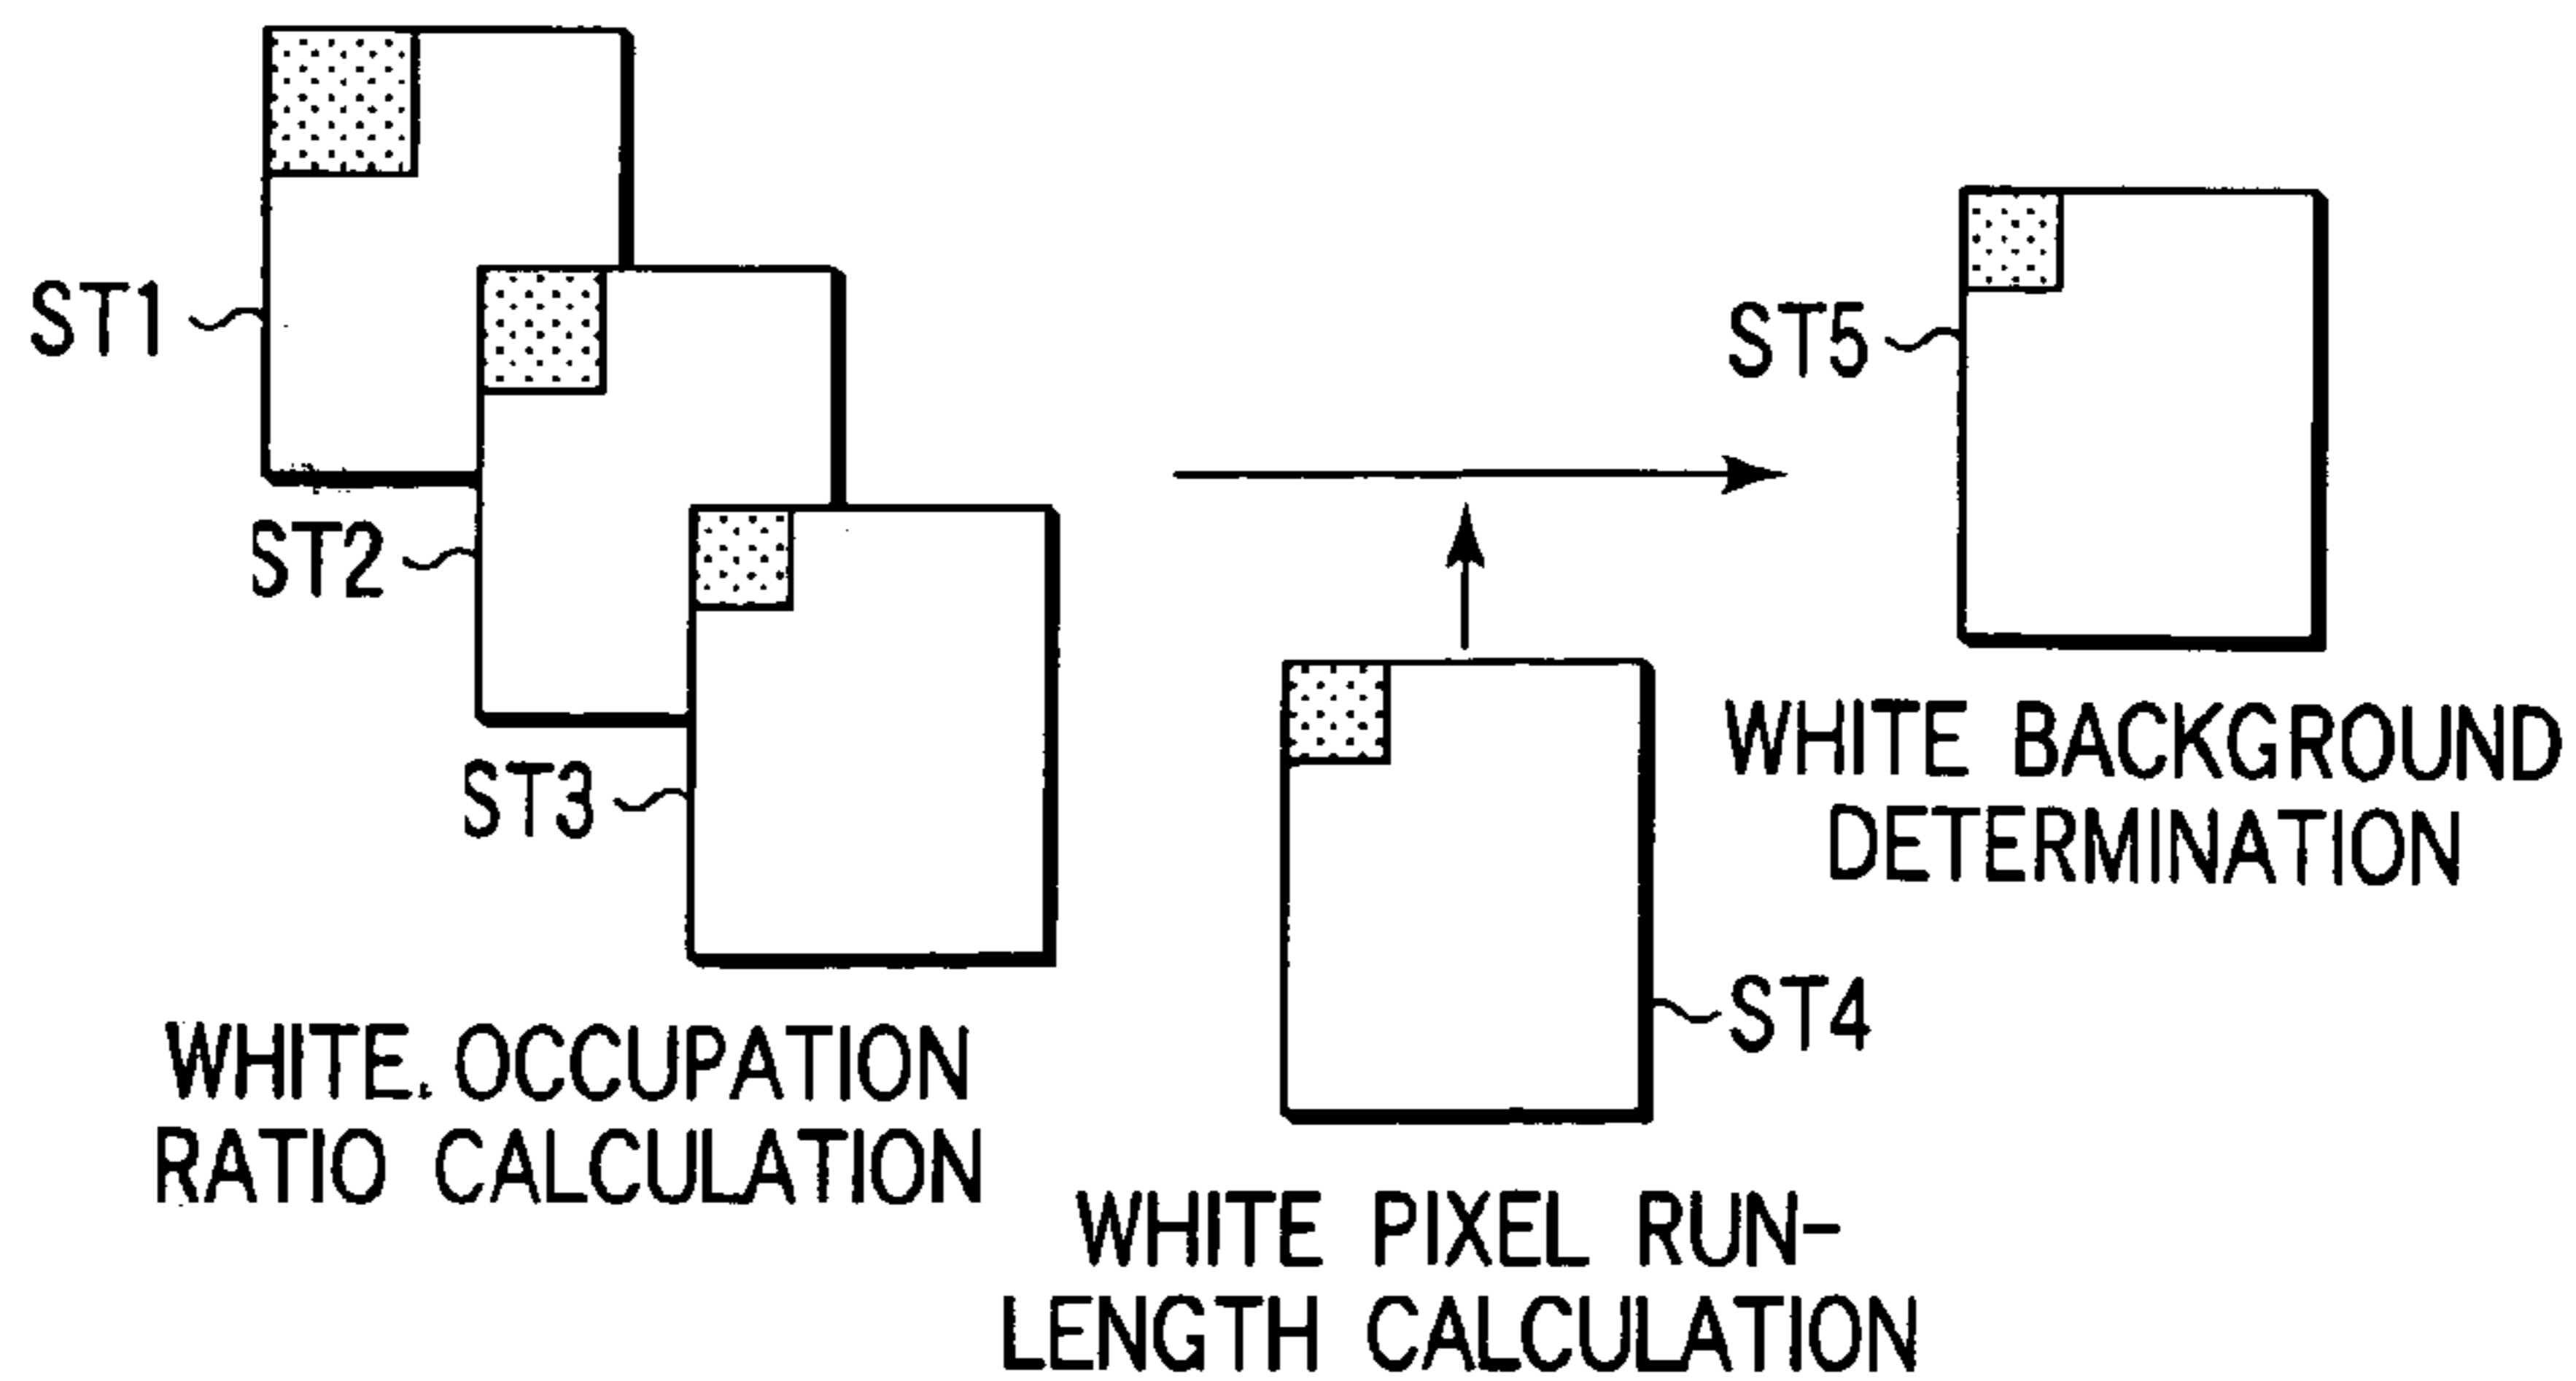 ST1
ST2
ST3
WHITE. OCCUPATION
RATIO CALCULATION
ST4
WHITE PIXEL RUN-
LENGTH CALCULATION
ST5
WHITE BACKGROUND
DETERMINATION